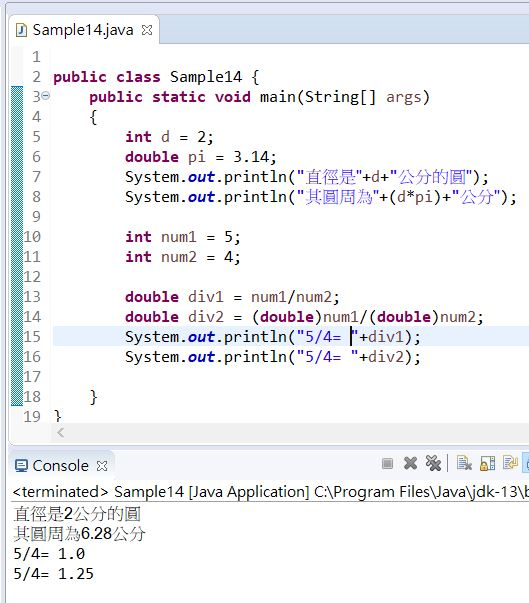 Sample14.java
1
2 public class Sample14 {
3 public static void main(String[] args)
4 {
5 int d = 2;
6 double pi = 3.14;
7 System.out.println("直徑是"+d+"公分的圓");
8 System.out.println("其圓周為"+(d*pi)+"公分");
9
10 int num1 = 5;
11 int num2 = 4;
12
13 double div1 = num1/num2;
14 double div2 = (double)num1/(double)num2;
15 System.out.println("5/4= "+div1);
16 System.out.println("5/4= "+div2);
17
18 }
19 }
Console
<terminated> Sample14 [Java Application] C:\Program Files\Java\jdk-13\b
直徑是2公分的圓
其圓周為6.28公分
5/4= 1.0
5/4= 1.25